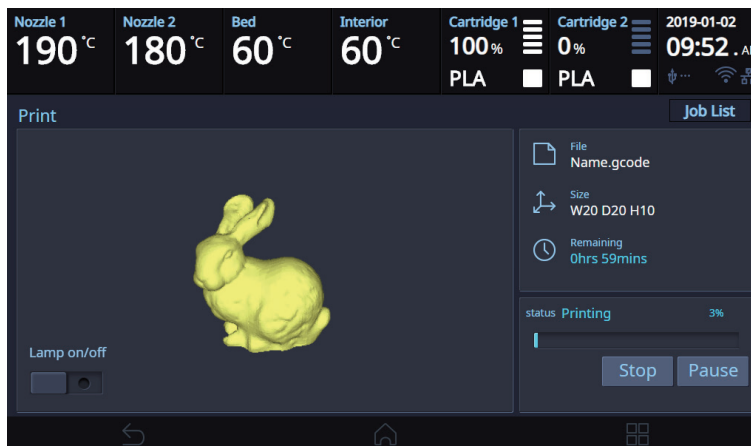 Nozzle 1
190 °C
Nozzle 2
180 °C
Bed
60 °C
Interior
60 °C
Cartridge 1
100 %
PLA
Cartridge 2
0 %
PLA
2019-01-02
09:52 . AM
Print
Job List
File
Name.gcode
Size
W20 D20 H10
Remaining
0hrs 59mins
status Printing 3%
Lamp on/off
Stop Pause